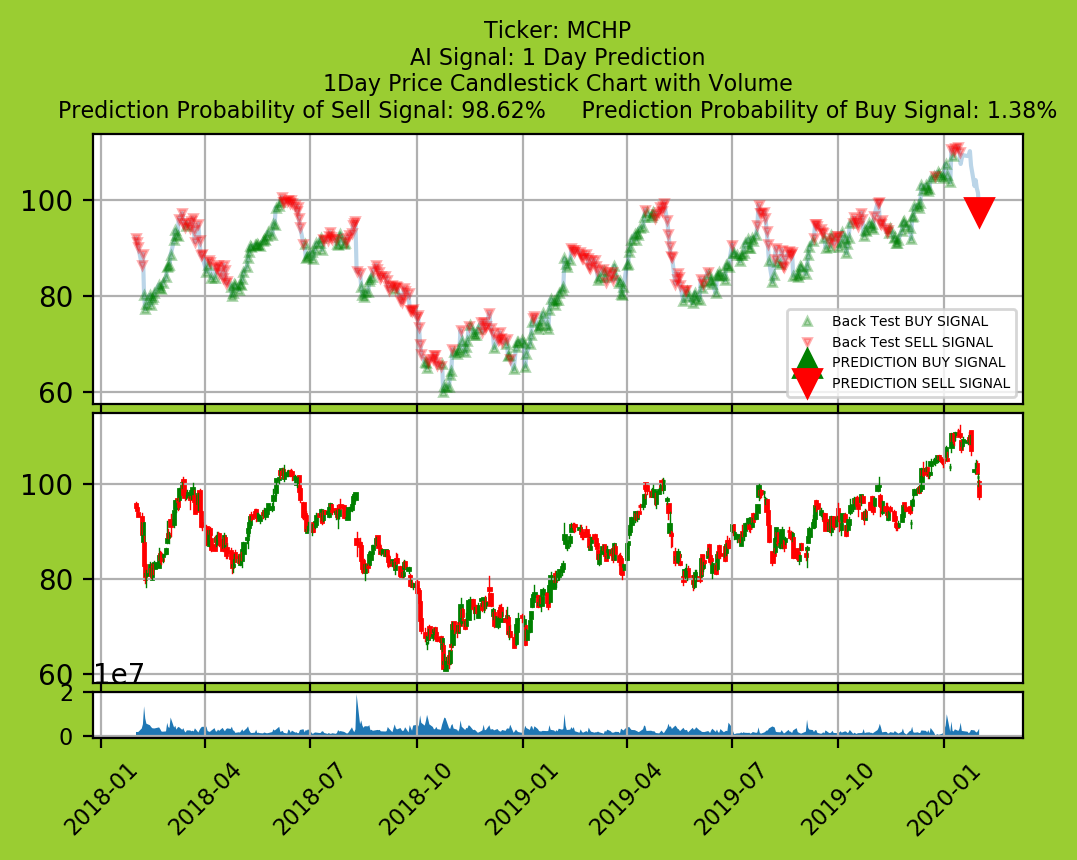 Ticker: MCHP
AI Signal: 1 Day Prediction
1Day Price Candlestick Chart with Volume
Prediction Probability of Sell Signal: 98.62%     Prediction Probability of Buy Signal: 1.38%
100
80
60
Back Test BUY SIGNAL
Back Test SELL SIGNAL
PREDICTION BUY SIGNAL
PREDICTION SELL SIGNAL
100
80
60
1e7
2
0
2018-01
2018-04
2018-07
2018-10
2019-01
2019-04
2019-07
2019-10
2020-01